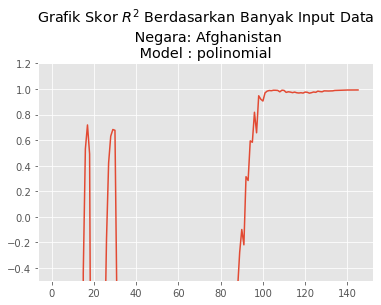 Grafik Skor R² Berdasarkan Banyak Input Data
Negara: Afghanistan
Model : polinomial
1.2
1.0
0.8
0.6
0.4
0.2
0.0
−0.2
−0.4
0 20 40 60 80 100 120 140